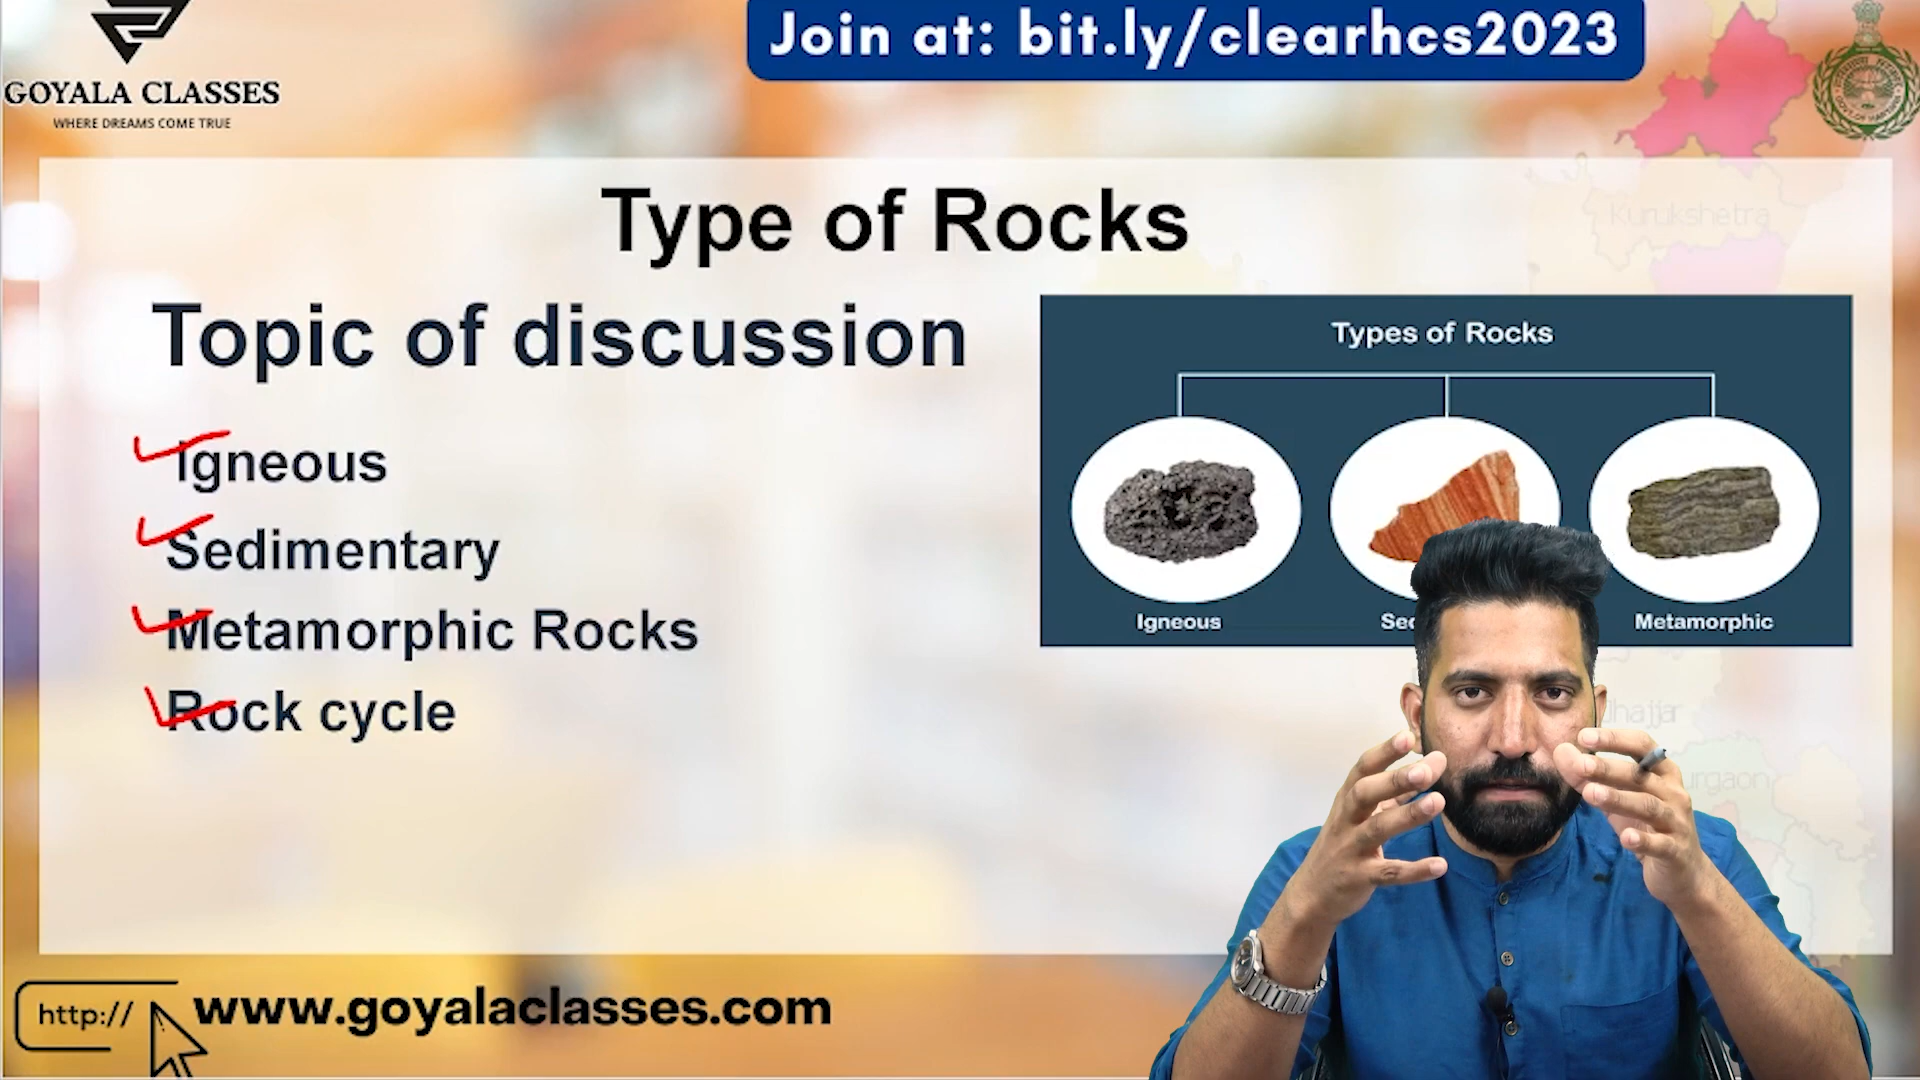 Join at: bit.ly/clearhcs2023
GOYALA CLASSES
WHERE DREAMS COME TRUE
Type of Rocks
Kurukshetra
Topic of discussion
Types of Rocks
Igneous
Sedimentary
Metamorphic Rocks
Rock cycle
Igneous
Metamorphic
http://
www.goyalaclasses.com